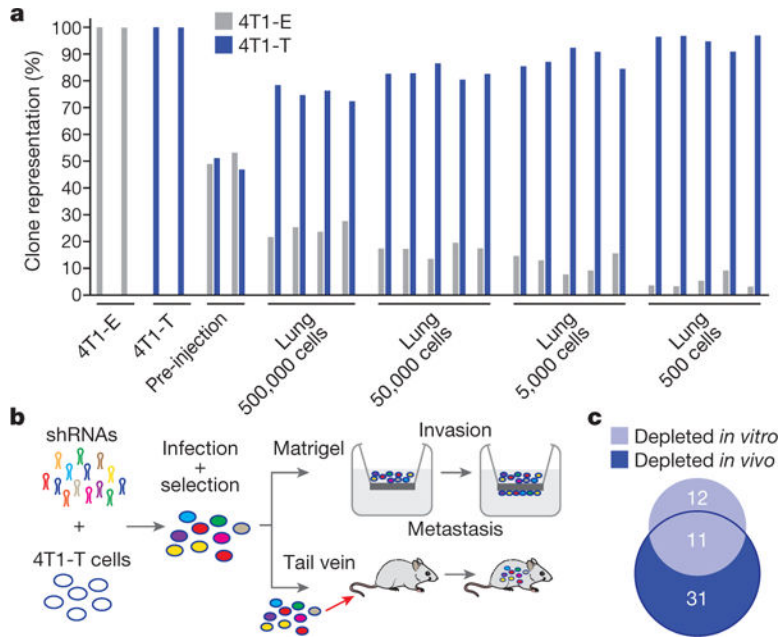 a
4T1-E
4T1-T
Clone representation (%)
100
90
80
70
60
50
40
30
20
10
0
4T1-E
4T1-T
Pre-injection
Lung
500,000 cells
Lung
50,000 cells
Lung
5,000 cells
Lung
500 cells
b
shRNAs
+
4T1-T cells
Infection
+
selection
Matrigel
Invasion
Metastasis
Tail vein
c
Depleted in vitro
Depleted in vivo
12
11
31